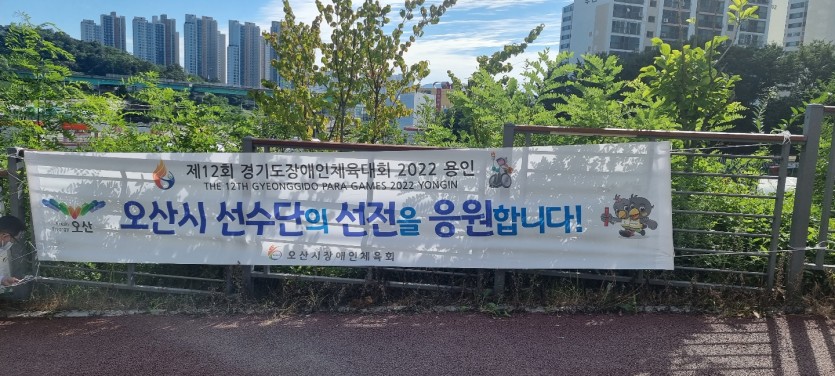 제12회 경기도장애인체육대회 2022 용인
THE 12TH GYEONGGIDO PARA GAMES 2022 YONGIN
오산
오산시 선수단의 선전을 응원합니다!
오산시장애인체육회